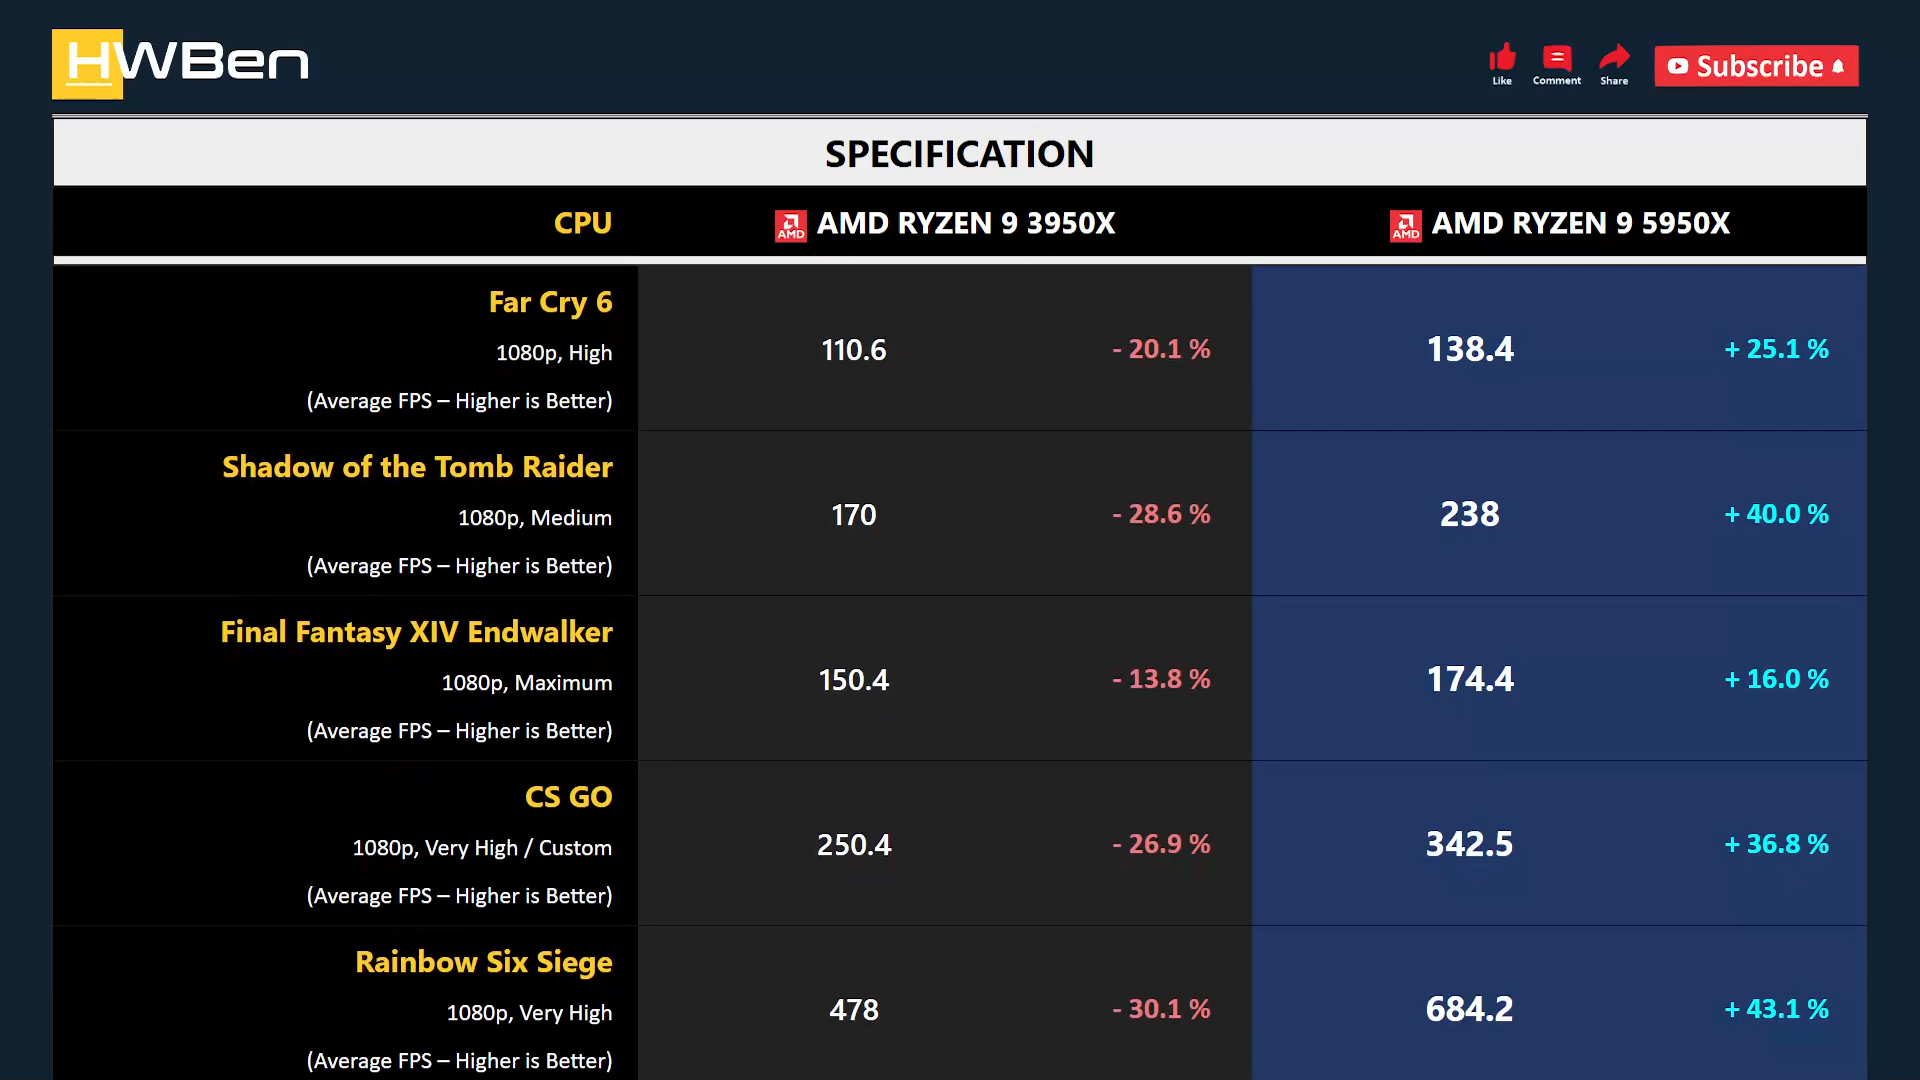 HWBen
Like
Comment
Share
Subscribe
SPECIFICATION
CPU
AMD
AMD RYZEN 9 3950X
AMD
AMD RYZEN 9 5950X
Far Cry 6
1080p, High
(Average FPS – Higher is Better)
110.6
- 20.1 %
138.4
+ 25.1 %
Shadow of the Tomb Raider
1080p, Medium
(Average FPS – Higher is Better)
170
- 28.6 %
238
+ 40.0 %
Final Fantasy XIV Endwalker
1080p, Maximum
(Average FPS – Higher is Better)
150.4
- 13.8 %
174.4
+ 16.0 %
CS GO
1080p, Very High / Custom
(Average FPS – Higher is Better)
250.4
- 26.9 %
342.5
+ 36.8 %
Rainbow Six Siege
1080p, Very High
(Average FPS – Higher is Better)
478
- 30.1 %
684.2
+ 43.1 %